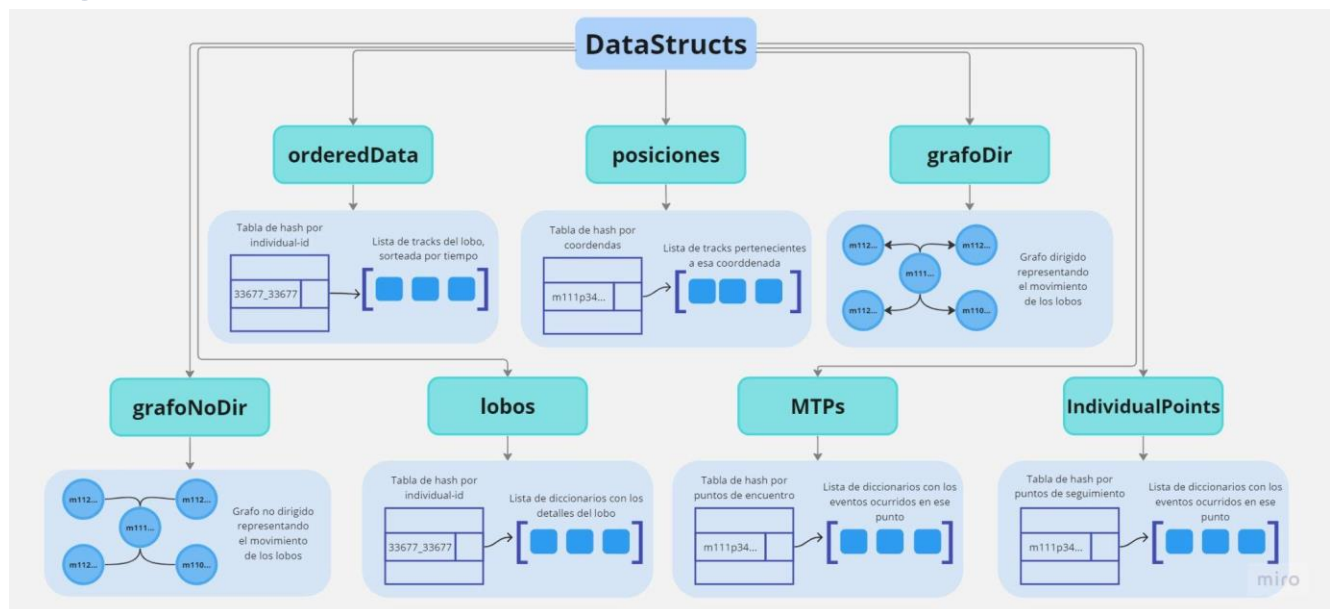 DataStructs
orderedData
posiciones
grafoDir
Tabla de hash por
individual-id
33677_33677
Lista de tracks del lobo,
sorteada por tiempo
Tabla de hash por
coordendas
m111p34...
Lista de tracks pertenecientes
a esa corddenada
m112...
m112...
m111...
m112...
m110...
Grafo dirigido
representando
el movimiento
de los lobos
grafoNoDir
lobos
MTPs
IndividualPoints
m112...
m112...
m111...
m112...
m110...
Grafo no dirigido
representando
el movimiento
de los lobos
Tabla de hash por
individual-id
33677_33677
Lista de diccionarios con los
detalles del lobo
Tabla de hash por
puntos de encuentro
m111p34...
Lista de diccionarios con los
eventos ocurridos en ese
punto
Tabla de hash por
puntos de seguimiento
m111p34...
Lista de diccionarios con los
eventos ocurridos en ese
punto
miro